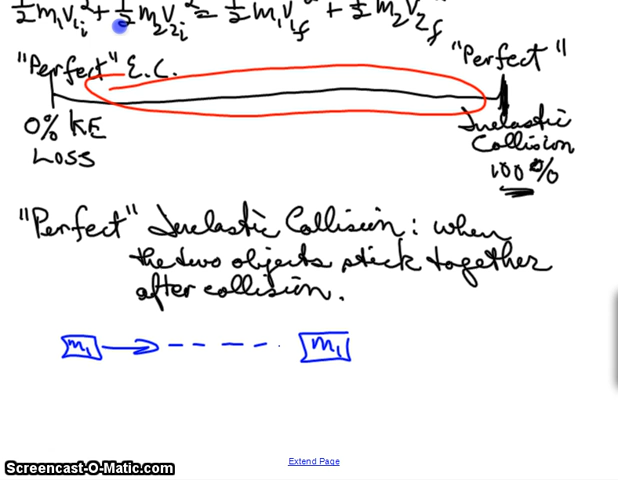 ½m₁v₁ᵢ² + ½m₂v₂ᵢ² = ½m₁v₁f² + ½m₂v₂f²
"Perfect" E.C.
"Perfect"
0% KE
Loss
Inelastic
Collision
100%
"Perfect" Inelastic Collision: when
the two objects stick together
after collision.
m₁
m₁
Extend Page
Screencast-O-Matic.com